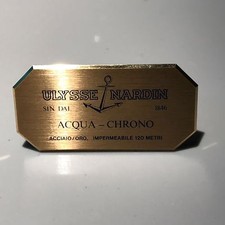 ULYSSE NARDIN
SIN DAL 1846
ACQUA - CHRONO
ACCIAIO/ORO, IMPERMEABILE 120 METRI